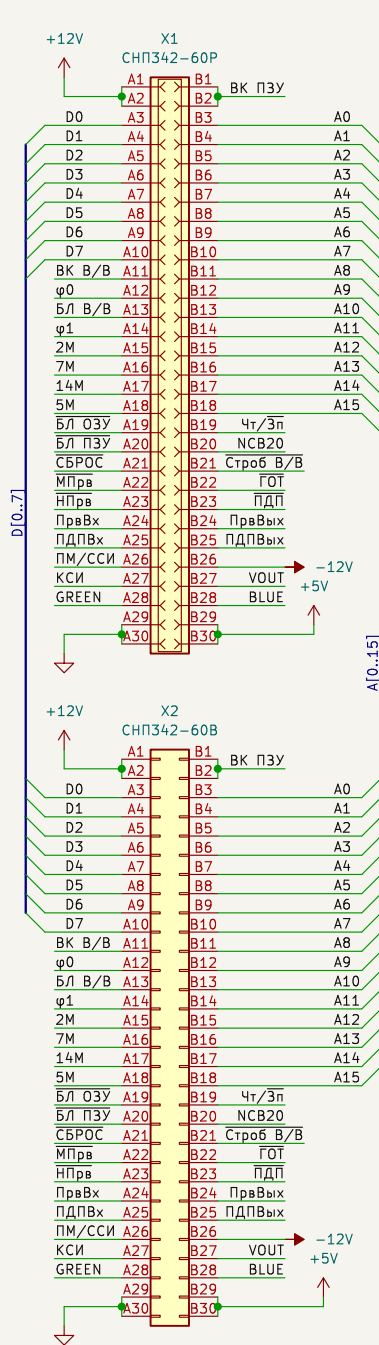 +12V
X1
СНП342-60Р
A1 B1
ВК ПЗУ
A2 B2
D0 A3 B3 A0
D1 A4 B4 A1
D2 A5 B5 A2
D3 A6 B6 A3
D4 A7 B7 A4
D5 A8 B8 A5
D6 A9 B9 A6
D7 A10 B10 A7
ВК В/В A11 B11 A8
φ0 A12 B12 A9
БЛ В/В A13 B13 A10
φ1 A14 B14 A11
2M A15 B15 A12
7M A16 B16 A13
14M A17 B17 A14
5M A18 B18 A15
БЛ ОЗУ A19 B19 Чт/Зп
БЛ ПЗУ A20 B20 NCB20
СБРОС A21 B21 Строб В/В
МПрв A22 B22 ГОТ
НПрв A23 B23 ПДП
ПрвВх A24 B24 ПрвВых
ПДПВх A25 B25 ПДПВых
ПМ/ССИ A26 B26 -12V
КСИ A27 B27 VOUT
+5V
GREEN A28 B28 BLUE
A29 B29
A30 B30
D[0..7]
A[0..15]
+12V
X2
СНП342-60В
A1 B1
ВК ПЗУ
A2 B2
D0 A3 B3 A0
D1 A4 B4 A1
D2 A5 B5 A2
D3 A6 B6 A3
D4 A7 B7 A4
D5 A8 B8 A5
D6 A9 B9 A6
D7 A10 B10 A7
ВК В/В A11 B11 A8
φ0 A12 B12 A9
БЛ В/В A13 B13 A10
φ1 A14 B14 A11
2M A15 B15 A12
7M A16 B16 A13
14M A17 B17 A14
5M A18 B18 A15
БЛ ОЗУ A19 B19 Чт/Зп
БЛ ПЗУ A20 B20 NCB20
СБРОС A21 B21 Строб В/В
МПрв A22 B22 ГОТ
НПрв A23 B23 ПДП
ПрвВх A24 B24 ПрвВых
ПДПВх A25 B25 ПДПВых
ПМ/ССИ A26 B26 -12V
КСИ A27 B27 VOUT
+5V
GREEN A28 B28 BLUE
A29 B29
A30 B30